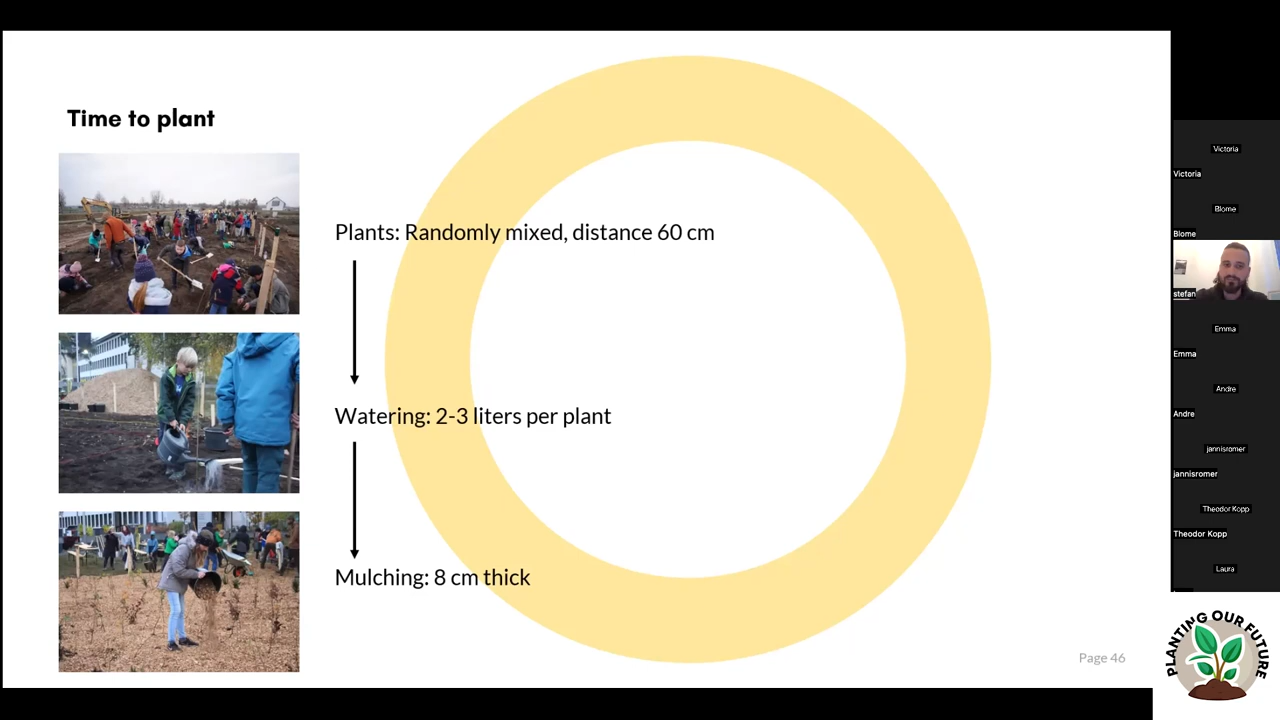 Time to plant
Plants: Randomly mixed, distance 60 cm
Watering: 2-3 liters per plant
Mulching: 8 cm thick
Page 46
Victoria
Victoria
Blome
Blome
stefan
Emma
Emma
Andre
Andre
jannisromer
jannisromer
Theodor Kopp
Theodor Kopp
Laura
PLANTING OUR FUTURE